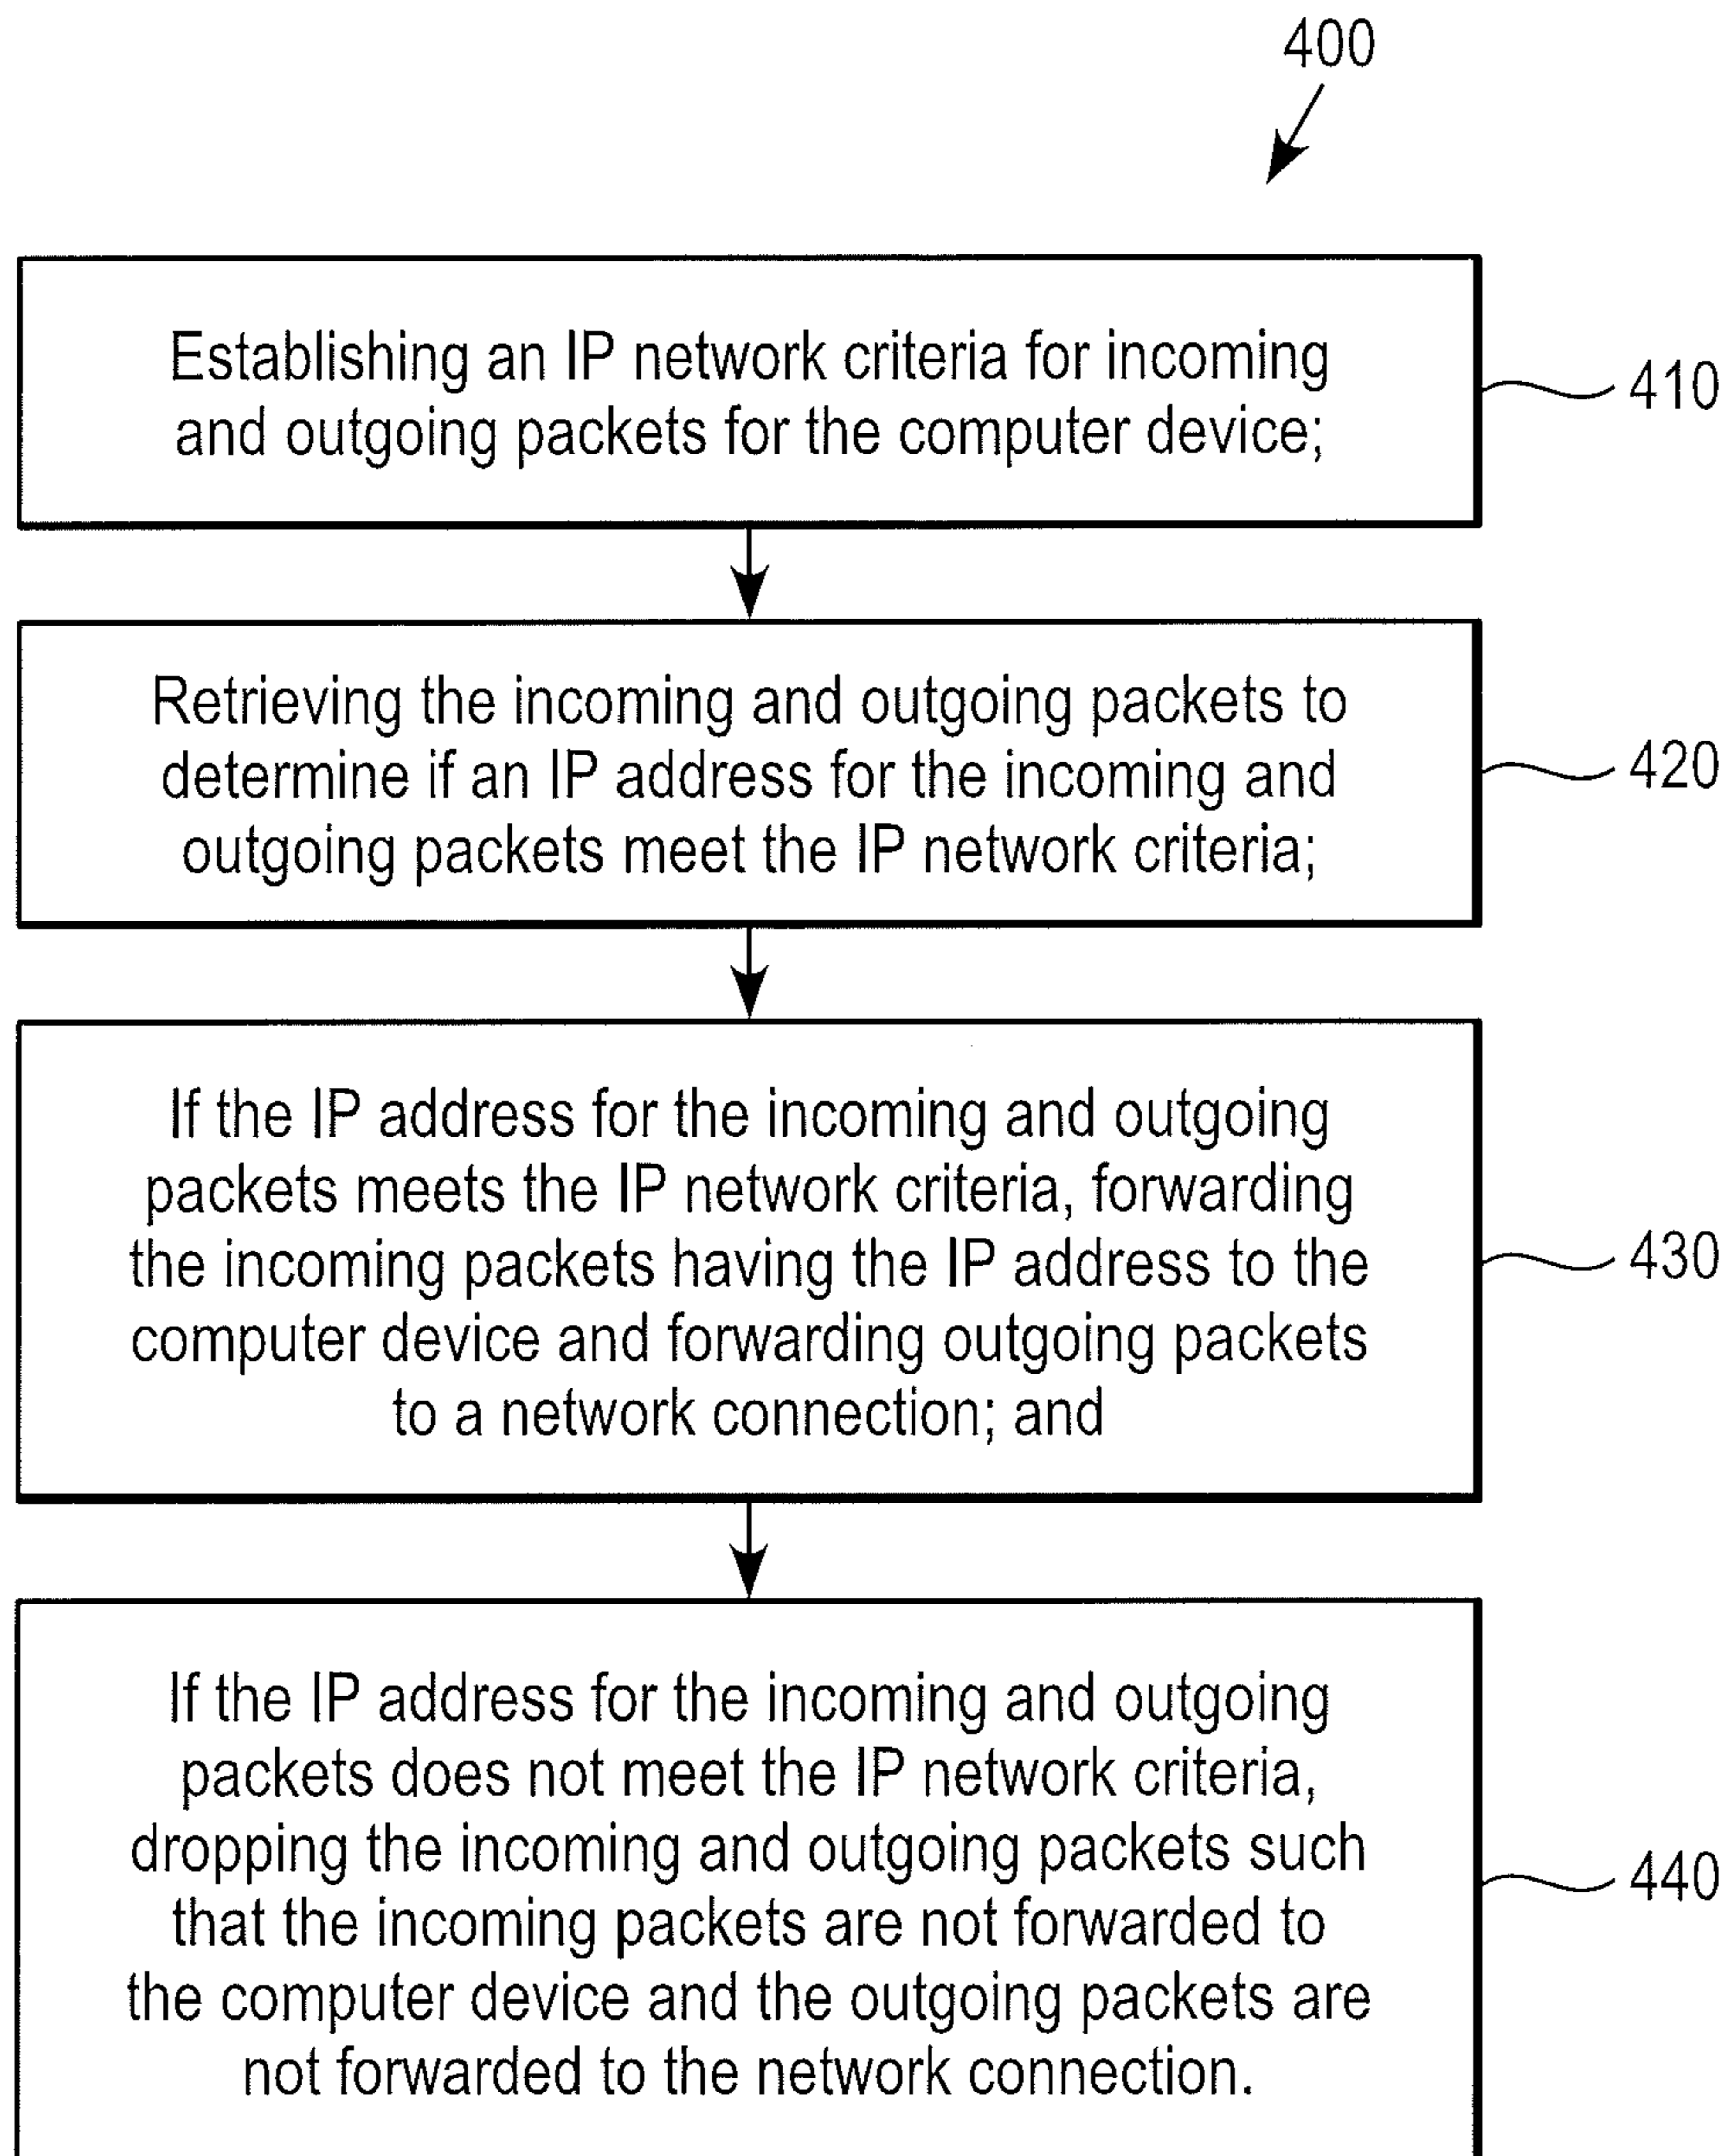 400
Establishing an IP network criteria for incoming
and outgoing packets for the computer device;
410
Retrieving the incoming and outgoing packets to
determine if an IP address for the incoming and
outgoing packets meet the IP network criteria;
420
If the IP address for the incoming and outgoing
packets meets the IP network criteria, forwarding
the incoming packets having the IP address to the
computer device and forwarding outgoing packets
to a network connection; and
430
If the IP address for the incoming and outgoing
packets does not meet the IP network criteria,
dropping the incoming and outgoing packets such
that the incoming packets are not forwarded to
the computer device and the outgoing packets are
not forwarded to the network connection.
440